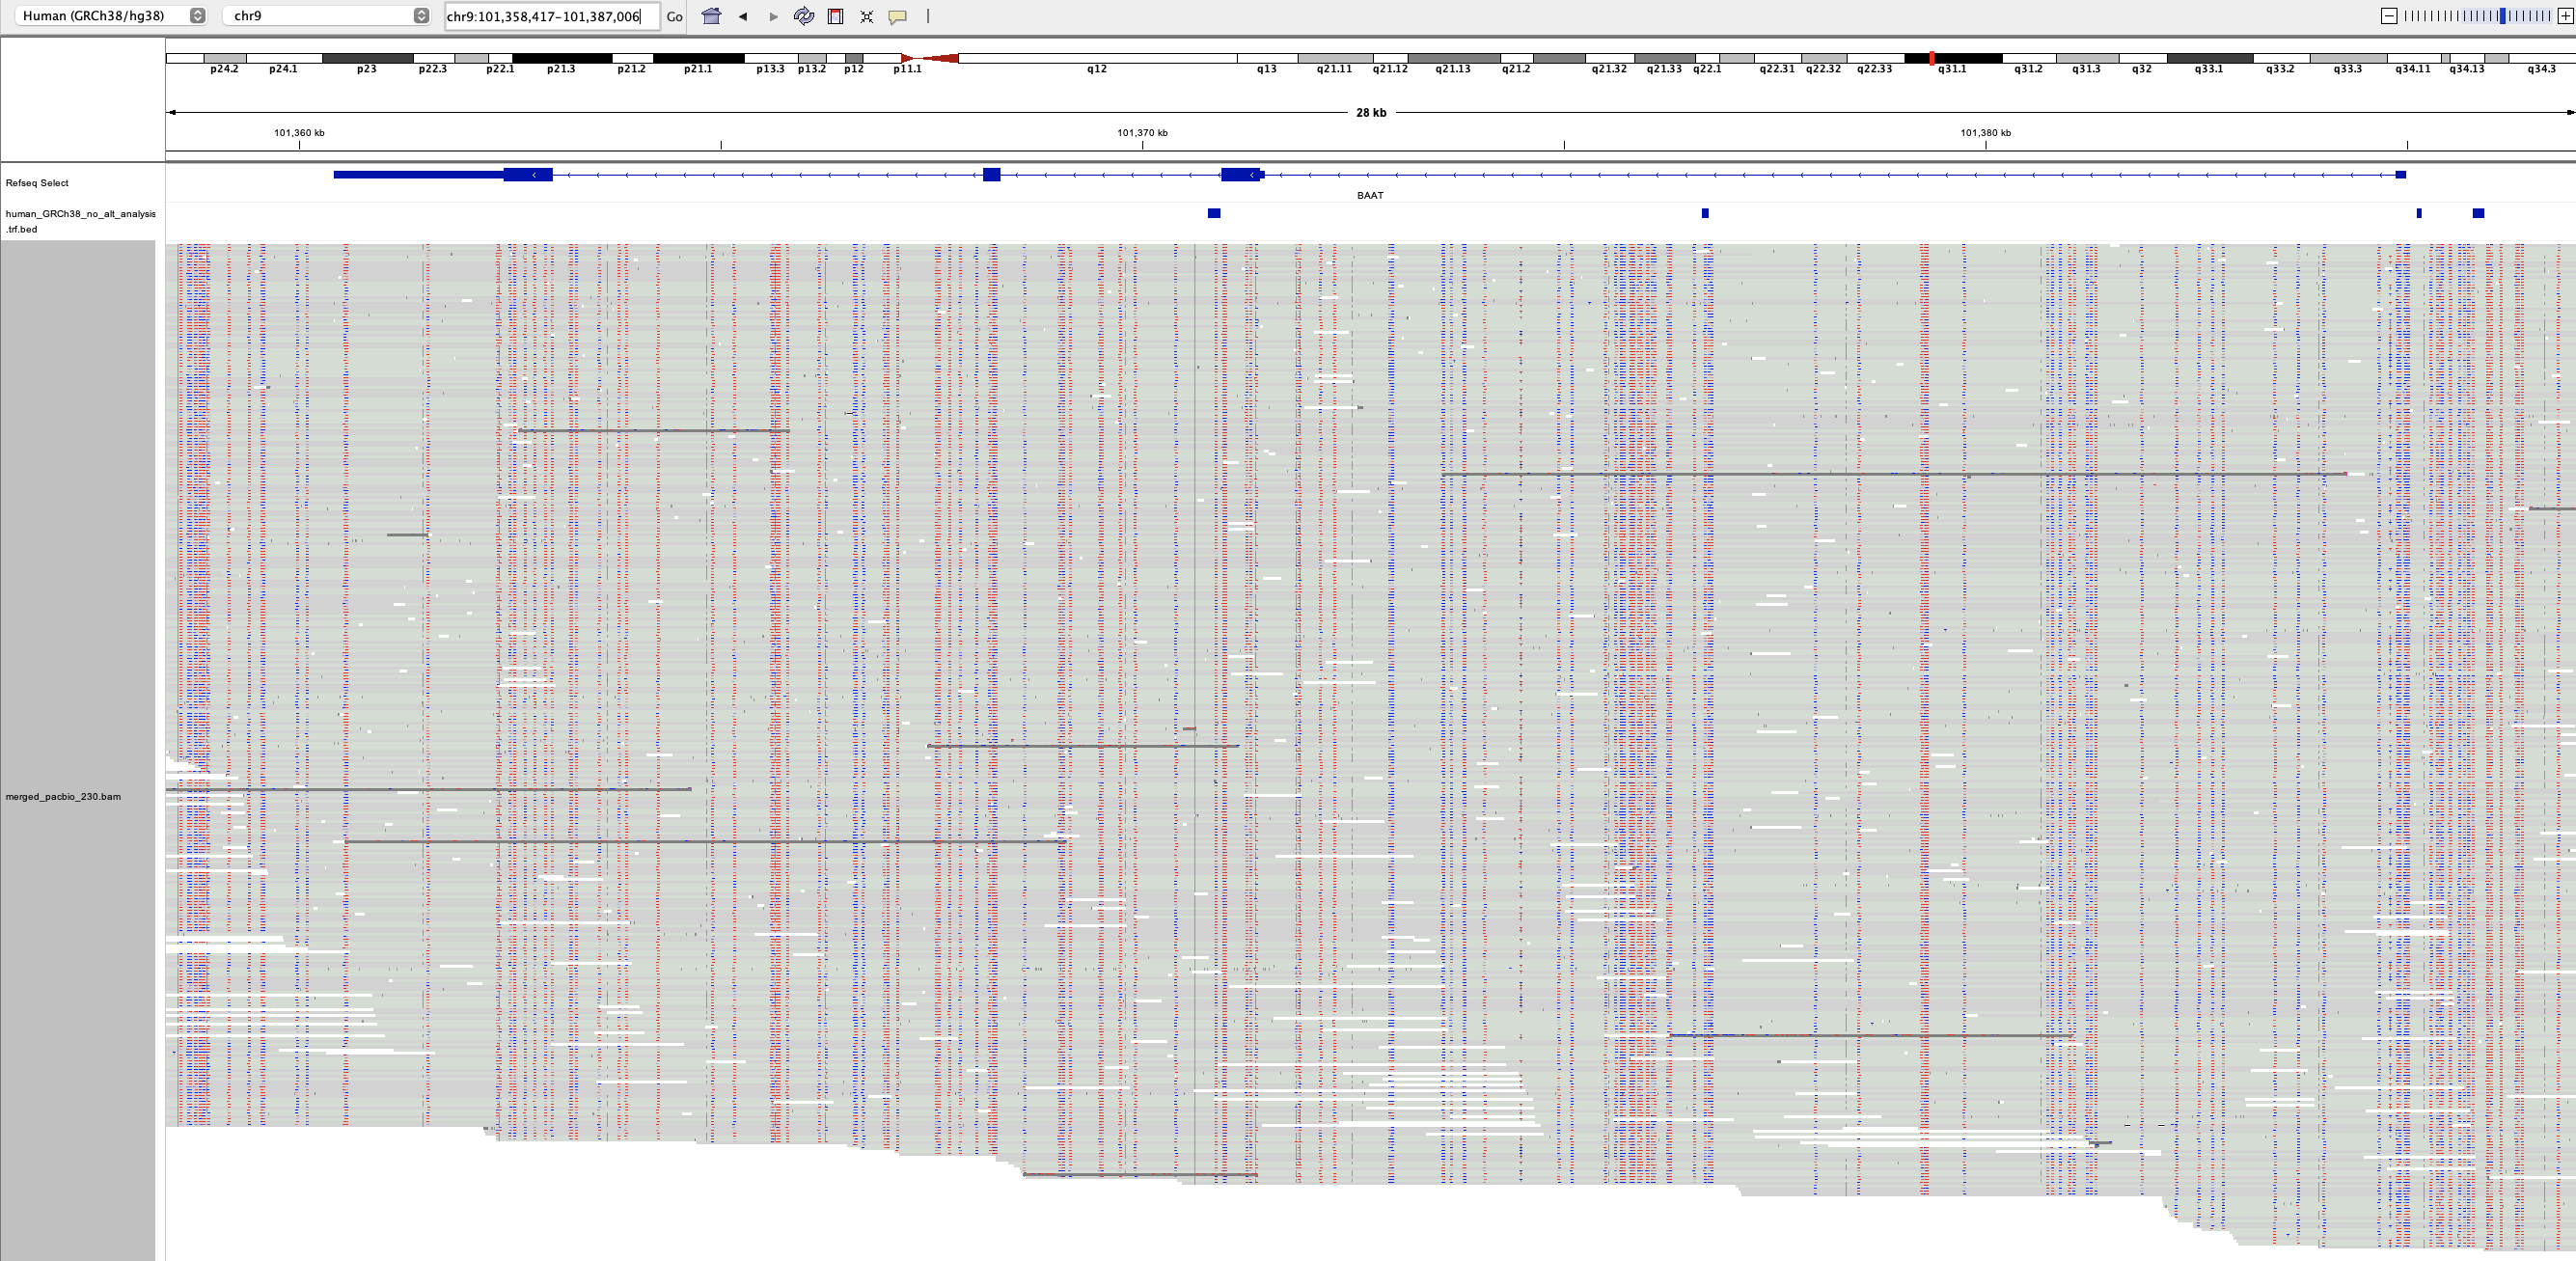 Human (GRCh38/hg38) chr9 chr9:101,358,417-101,387,006 Go
p24.2 p24.1 p23 p22.3 p22.1 p21.3 p21.2 p21.1 p13.3 p13.2 p12 p11.1 q12 q13 q21.11 q21.12 q21.13 q21.2 q21.32 q21.33 q22.1 q22.31 q22.32 q22.33 q31.1 q31.2 q31.3 q32 q33.1 q33.2 q33.3 q34.11 q34.13 q34.3
28 kb
101,360 kb 101,370 kb 101,380 kb
Refseq Select
BAAT
human_GRCh38_no_alt_analysis
.trf.bed
merged_pacbio_230.bam